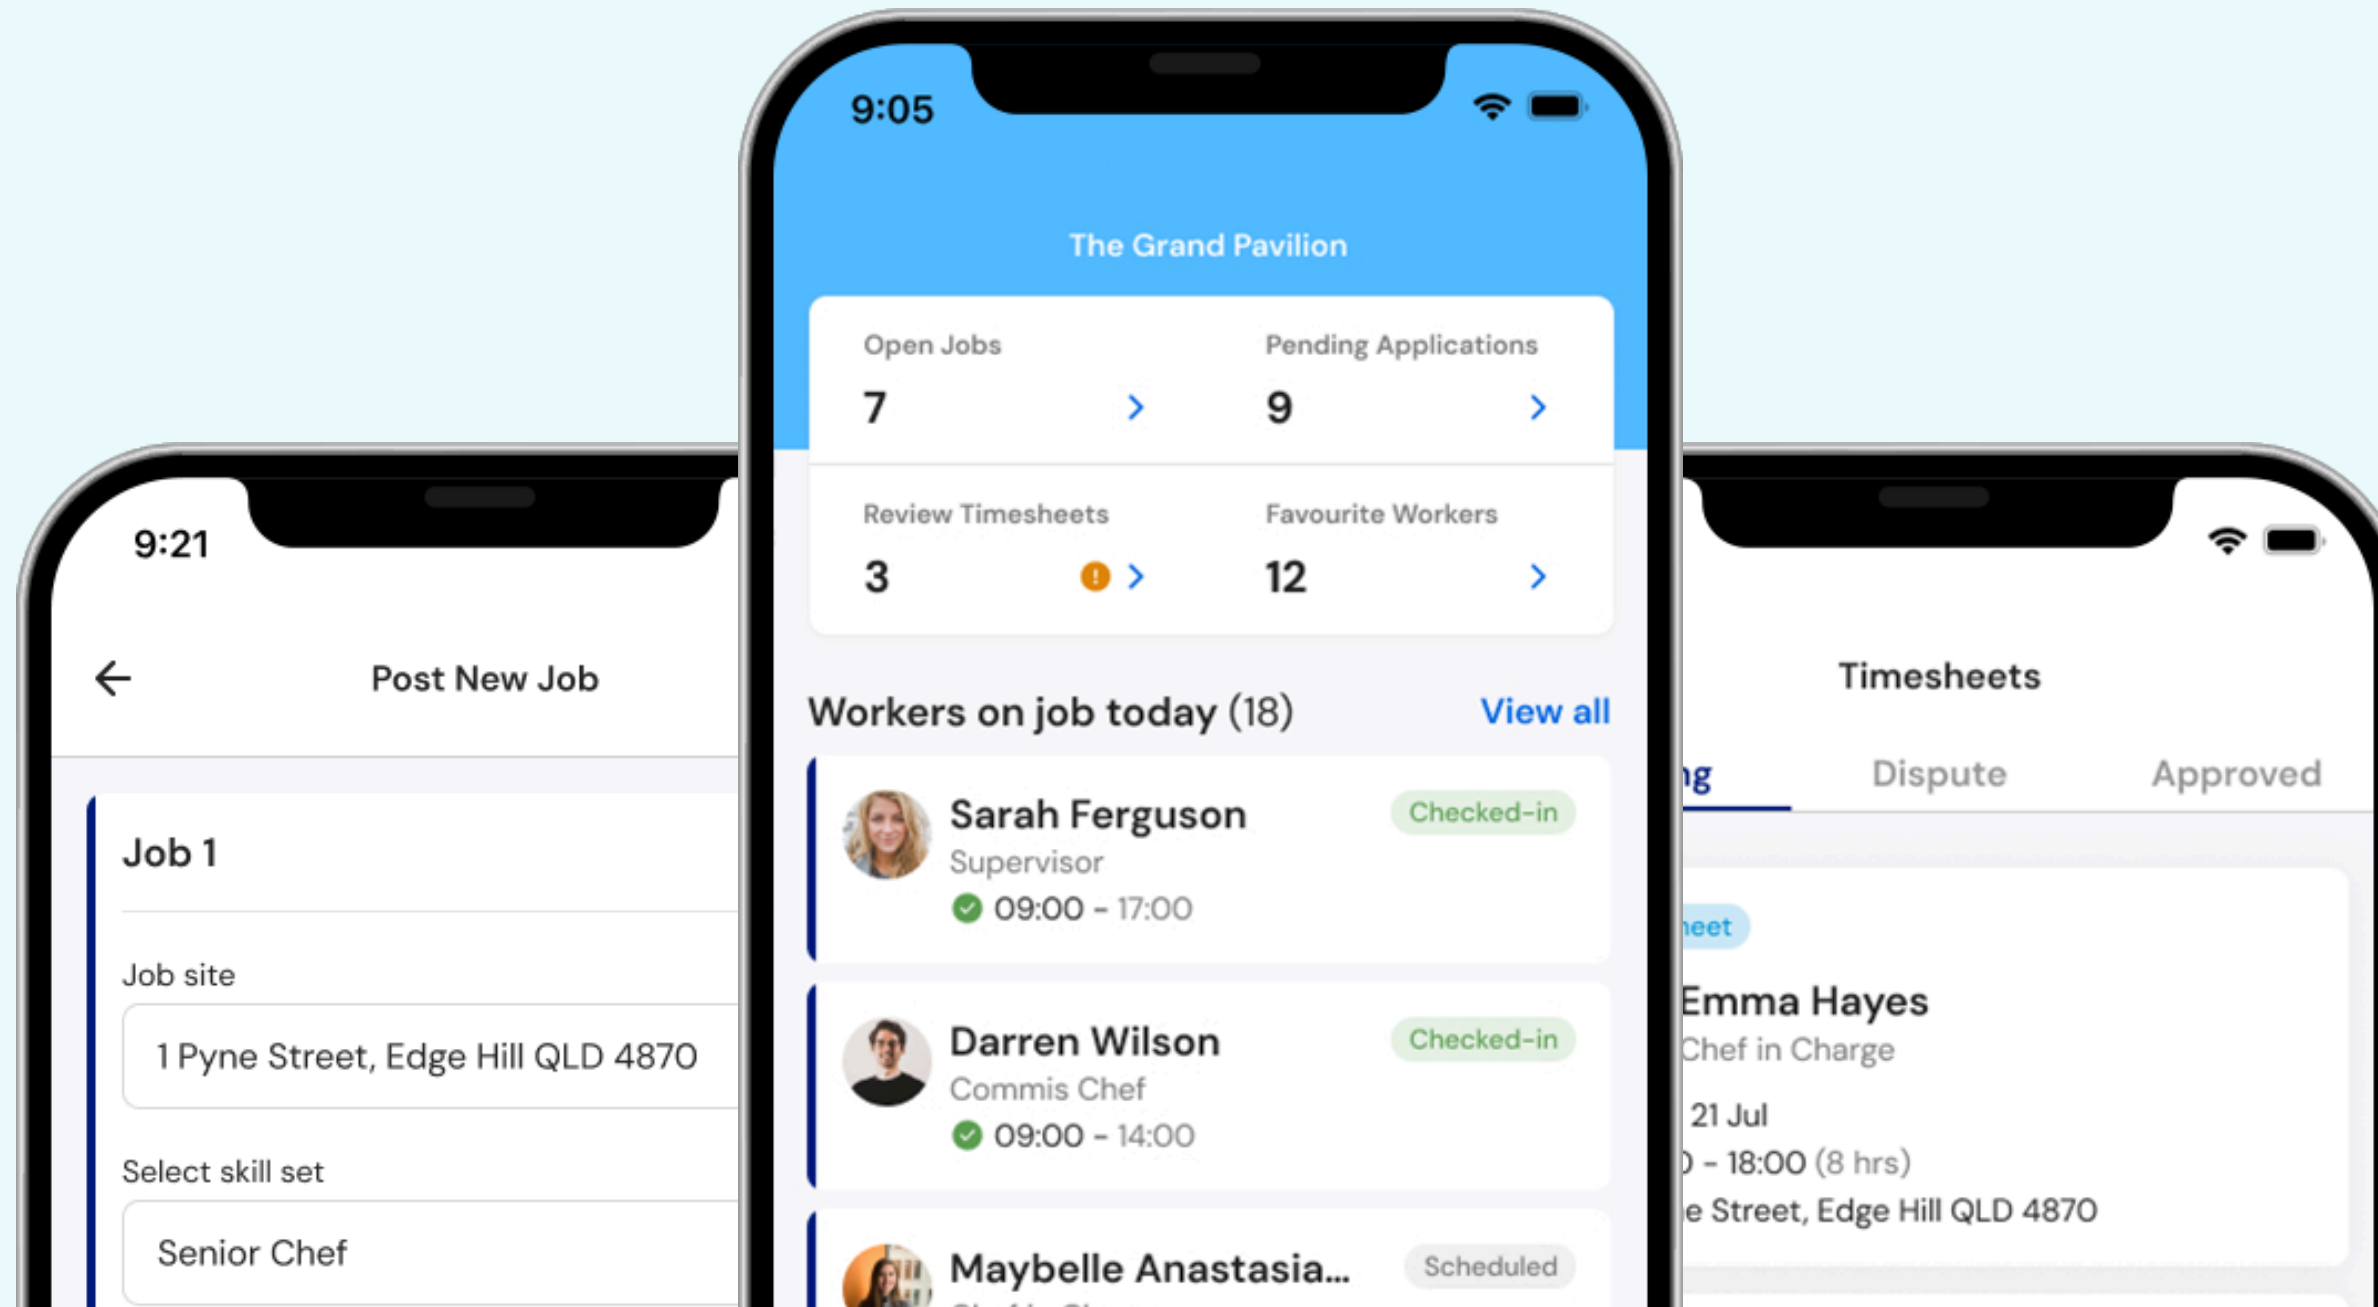 9:21
Post New Job
Job 1
Job site
1 Pyne Street, Edge Hill QLD 4870
Select skill set
Senior Chef
9:05
The Grand Pavilion
Open Jobs
7
Pending Applications
9
Review Timesheets
3
Favourite Workers
12
Workers on job today (18)
View all
Sarah Ferguson
Checked-in
Supervisor
09:00 - 17:00
Darren Wilson
Checked-in
Commis Chef
09:00 - 14:00
Maybelle Anastasia...
Scheduled
Timesheets
Dispute
Approved
Emma Hayes
Chef in Charge
21 Jul
- 18:00 (8 hrs)
Street, Edge Hill QLD 4870